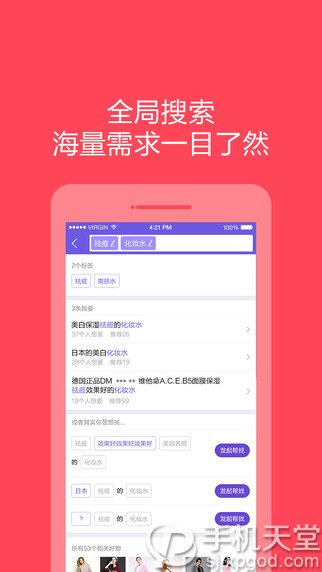 全局搜索
海量需求一目了然
VIRGIN 4:21 PM 100%
祛痘 化妆水
2个标签
祛痘 爽肤水
3条我要
美白保湿祛痘的化妆水
37个人想要 推荐26
日本的美白化妆水
28个人想要 推荐19
德国正品DM *** ** 维他命A.C.E.B5面膜保湿
祛痘效果好的化妆水
19个人想要 推荐59
或者其实你是想找...
祛痘 效果好效果好效果好 美容养颜
的 化妆水 发起帮找
日本 祛痘 的 化妆水 发起帮找
? 祛痘 的 化妆水 发起帮找
所有53个相关好物
手机天堂
sjxpgod.com